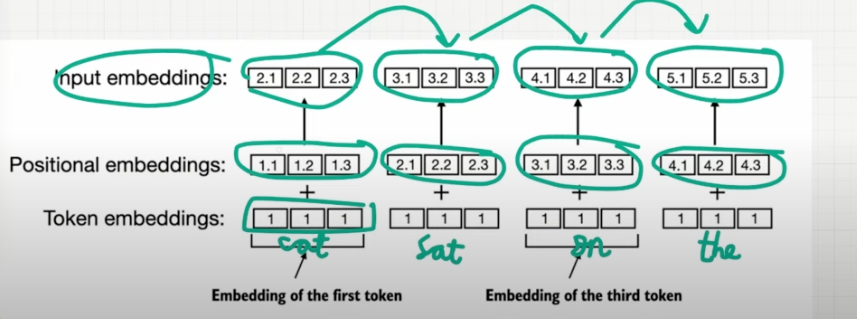 Input embeddings: 2.1 2.2 2.3 3.1 3.2 3.3 4.1 4.2 4.3 5.1 5.2 5.3
Positional embeddings: 1.1 1.2 1.3 2.1 2.2 2.3 3.1 3.2 3.3 4.1 4.2 4.3
+ + + +
Token embeddings: 1 1 1 1 1 1 1 1 1 1 1 1
cat sat on the
Embedding of the first token Embedding of the third token